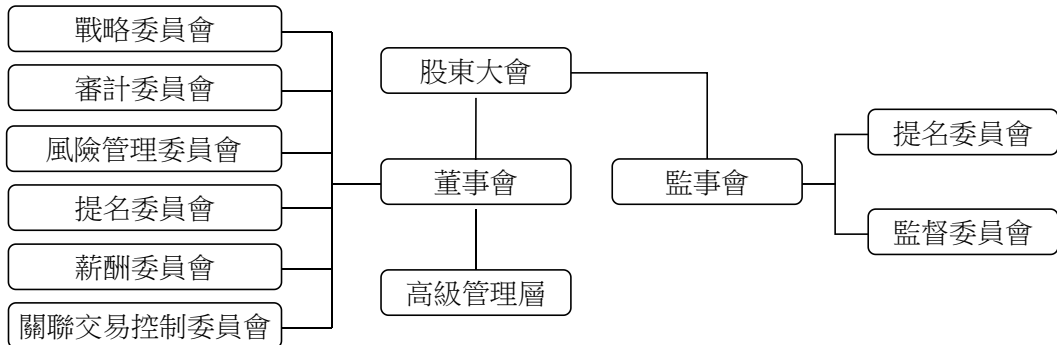 戰略委員會
審計委員會
風險管理委員會
提名委員會
薪酬委員會
關聯交易控制委員會
股東大會
董事會
高級管理層
監事會
提名委員會
監督委員會